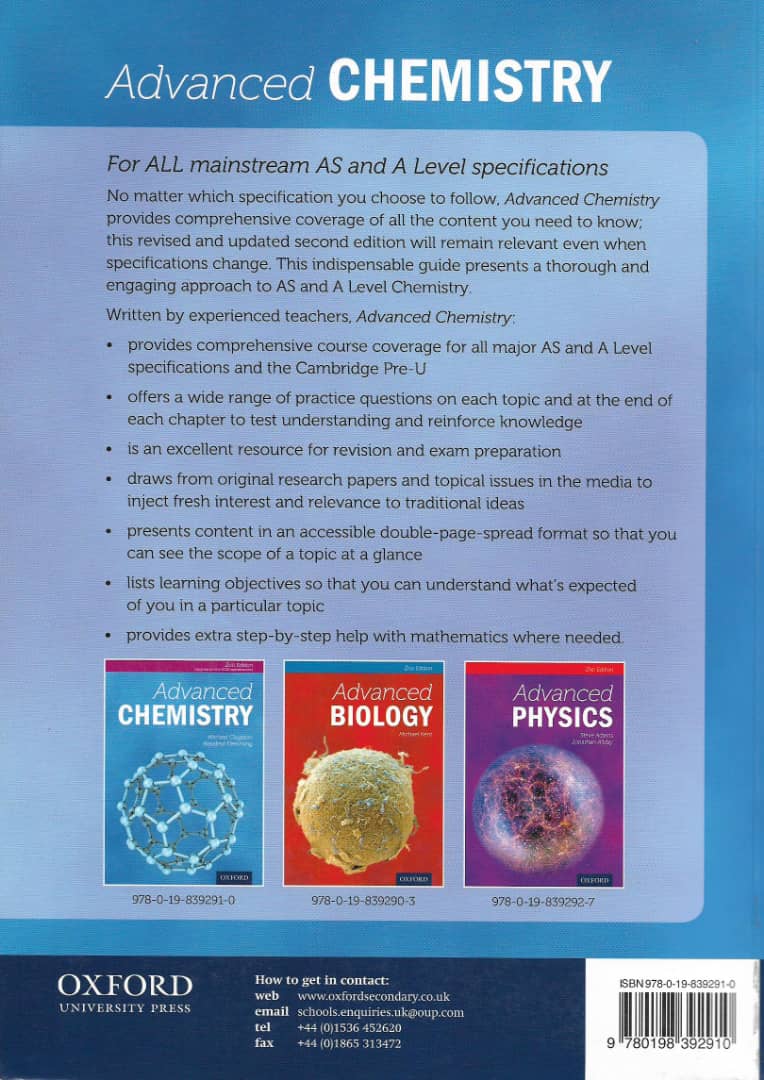 Advanced CHEMISTRY
For ALL mainstream AS and A Level specifications
No matter which specification you choose to follow, Advanced Chemistry
provides comprehensive coverage of all the content you need to know;
this revised and updated second edition will remain relevant even when
specifications change. This indispensable guide presents a thorough and
engaging approach to AS and A Level Chemistry.
Written by experienced teachers, Advanced Chemistry:
• provides comprehensive course coverage for all major AS and A Level
specifications and the Cambridge Pre-U
• offers a wide range of practice questions on each topic and at the end of
each chapter to test understanding and reinforce knowledge
• is an excellent resource for revision and exam preparation
• draws from original research papers and topical issues in the media to
inject fresh interest and relevance to traditional ideas
• presents content in an accessible double-page-spread format so that you
can see the scope of a topic at a glance
• lists learning objectives so that you can understand what's expected
of you in a particular topic
• provides extra step-by-step help with mathematics where needed.
2nd Edition
Advanced
CHEMISTRY
Michael Clugston
Rosalind Flemming
OXFORD
978-0-19-839291-0
2nd Edition
Advanced
BIOLOGY
Michael Kent
OXFORD
978-0-19-839290-3
2nd Edition
Advanced
PHYSICS
Steve Adams
Jonathan Allday
OXFORD
978-0-19-839292-7
OXFORD
UNIVERSITY PRESS
How to get in contact:
web www.oxfordsecondary.co.uk
email schools.enquiries.uk@oup.com
tel +44 (0)1536 452620
fax +44 (0)1865 313472
ISBN 978-0-19-839291-0
9 780198 392910